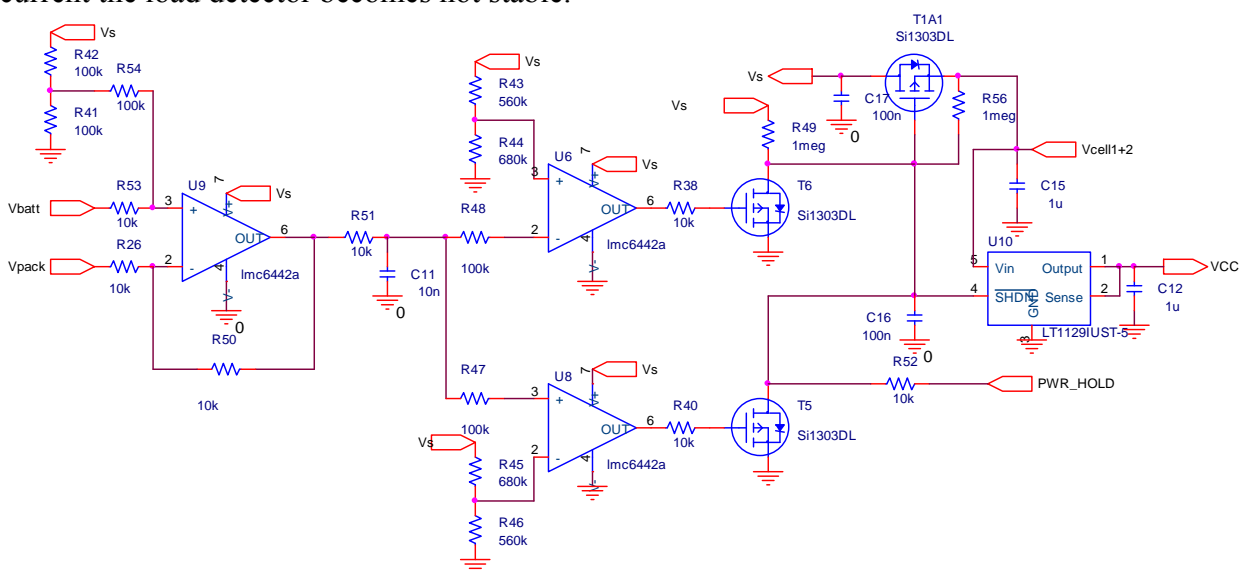 current the load detector becomes not stable.
T1A1
Si1303DL
Vs
R42
100k
R54
100k
R41
100k
Vs
R43
560k
R44
680k
Vs
C17
100n
0
R56
1meg
Vs
R49
1meg
Vcell1+2
C15
1u
U9
7
Vs
V+
R53
10k
Vbatt
3
+
R26
10k
Vpack
2
-
OUT
6
4
V-
lmc6442a
0
R50
10k
R51
10k
C11
10n
0
R48
100k
U6
7
Vs
V+
3
+
2
-
OUT
6
4
V-
lmc6442a
R38
10k
T6
Si1303DL
U10
5
Vin
Output
1
4
SHDN
Sense
2
GND
3
LT1129IUST-5
VCC
C12
1u
C16
100n
0
R52
10k
PWR_HOLD
R47
100k
U8
7
Vs
V+
3
+
2
-
OUT
6
4
V-
lmc6442a
R40
10k
T5
Si1303DL
Vs
R45
680k
R46
560k